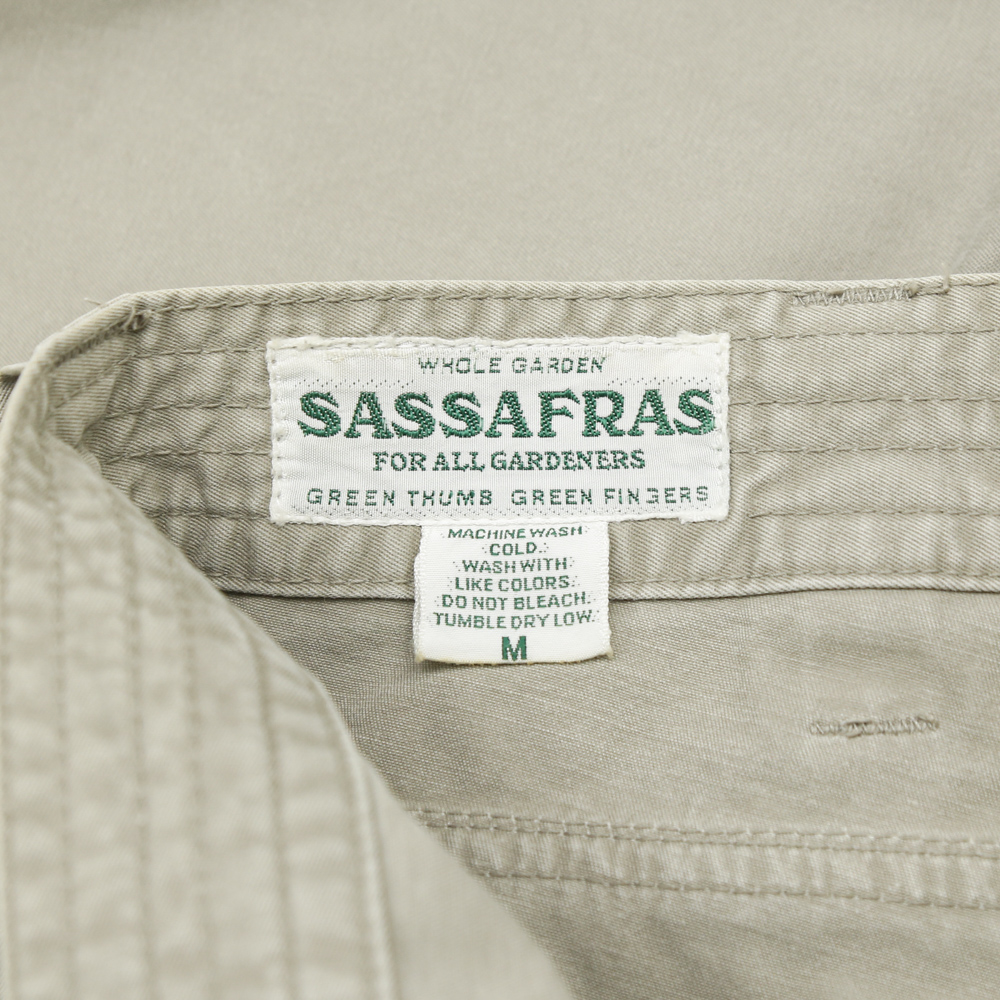 WHOLE GARDEN
SASSAFRAS
FOR ALL GARDENERS
GREEN THUMB GREEN FINGERS
MACHINE WASH
COLD.
WASH WITH
LIKE COLORS.
DO NOT BLEACH.
TUMBLE DRY LOW.
M